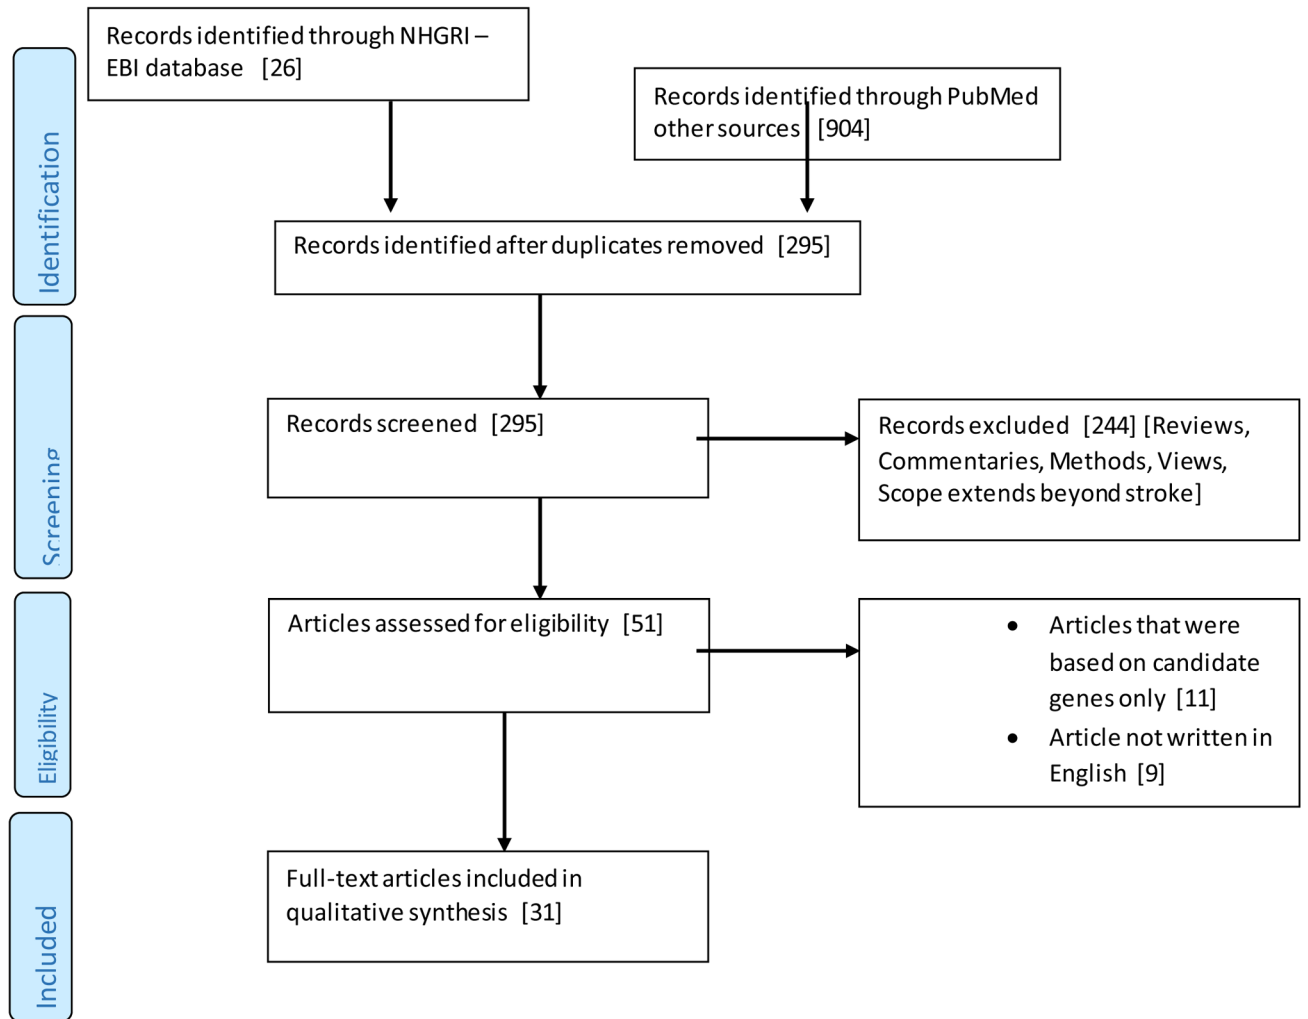 Records identified through NHGRI –
EBI database [26]
Records identified through PubMed
other sources [904]
Identification
Records identified after duplicates removed [295]
Screening
Records screened [295]
Records excluded [244] [Reviews,
Commentaries, Methods, Views,
Scope extends beyond stroke]
Eligibility
Articles assessed for eligibility [51]
• Articles that were
based on candidate
genes only [11]
• Article not written in
English [9]
Included
Full-text articles included in
qualitative synthesis [31]